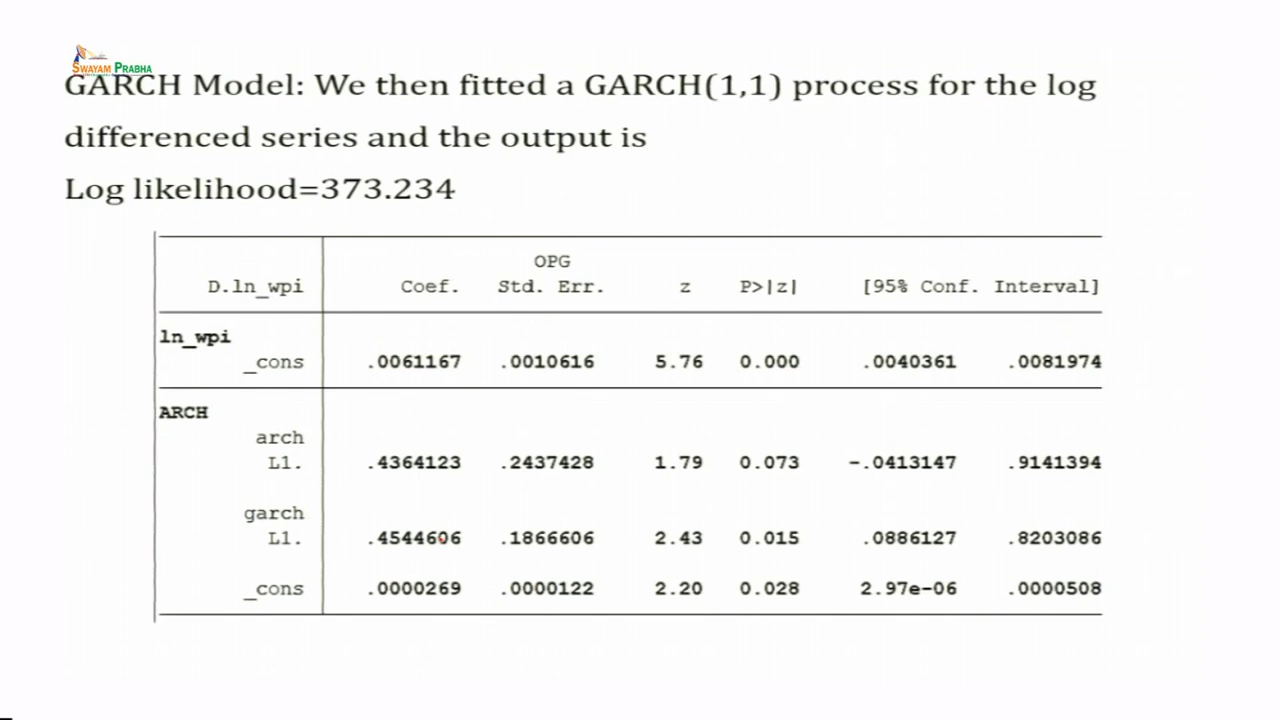 SWAYAM PRABHA
GARCH Model: We then fitted a GARCH(1,1) process for the log
differenced series and the output is
Log likelihood=373.234
OPG
D.ln_wpi Coef. Std. Err. z P>|z| [95% Conf. Interval]
ln_wpi
_cons .0061167 .0010616 5.76 0.000 .0040361 .0081974
ARCH
arch
L1. .4364123 .2437428 1.79 0.073 -.0413147 .9141394
garch
L1. .4544606 .1866606 2.43 0.015 .0886127 .8203086
_cons .0000269 .0000122 2.20 0.028 2.97e-06 .0000508